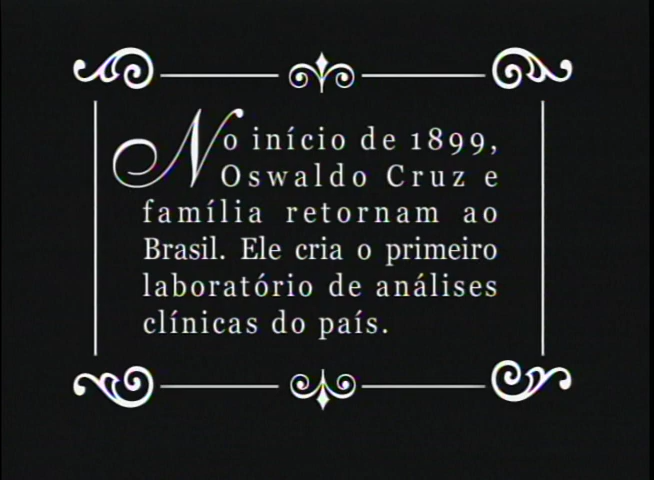 No início de 1899,
Oswaldo Cruz e
família retornam ao
Brasil. Ele cria o primeiro
laboratório de análises
clínicas do país.